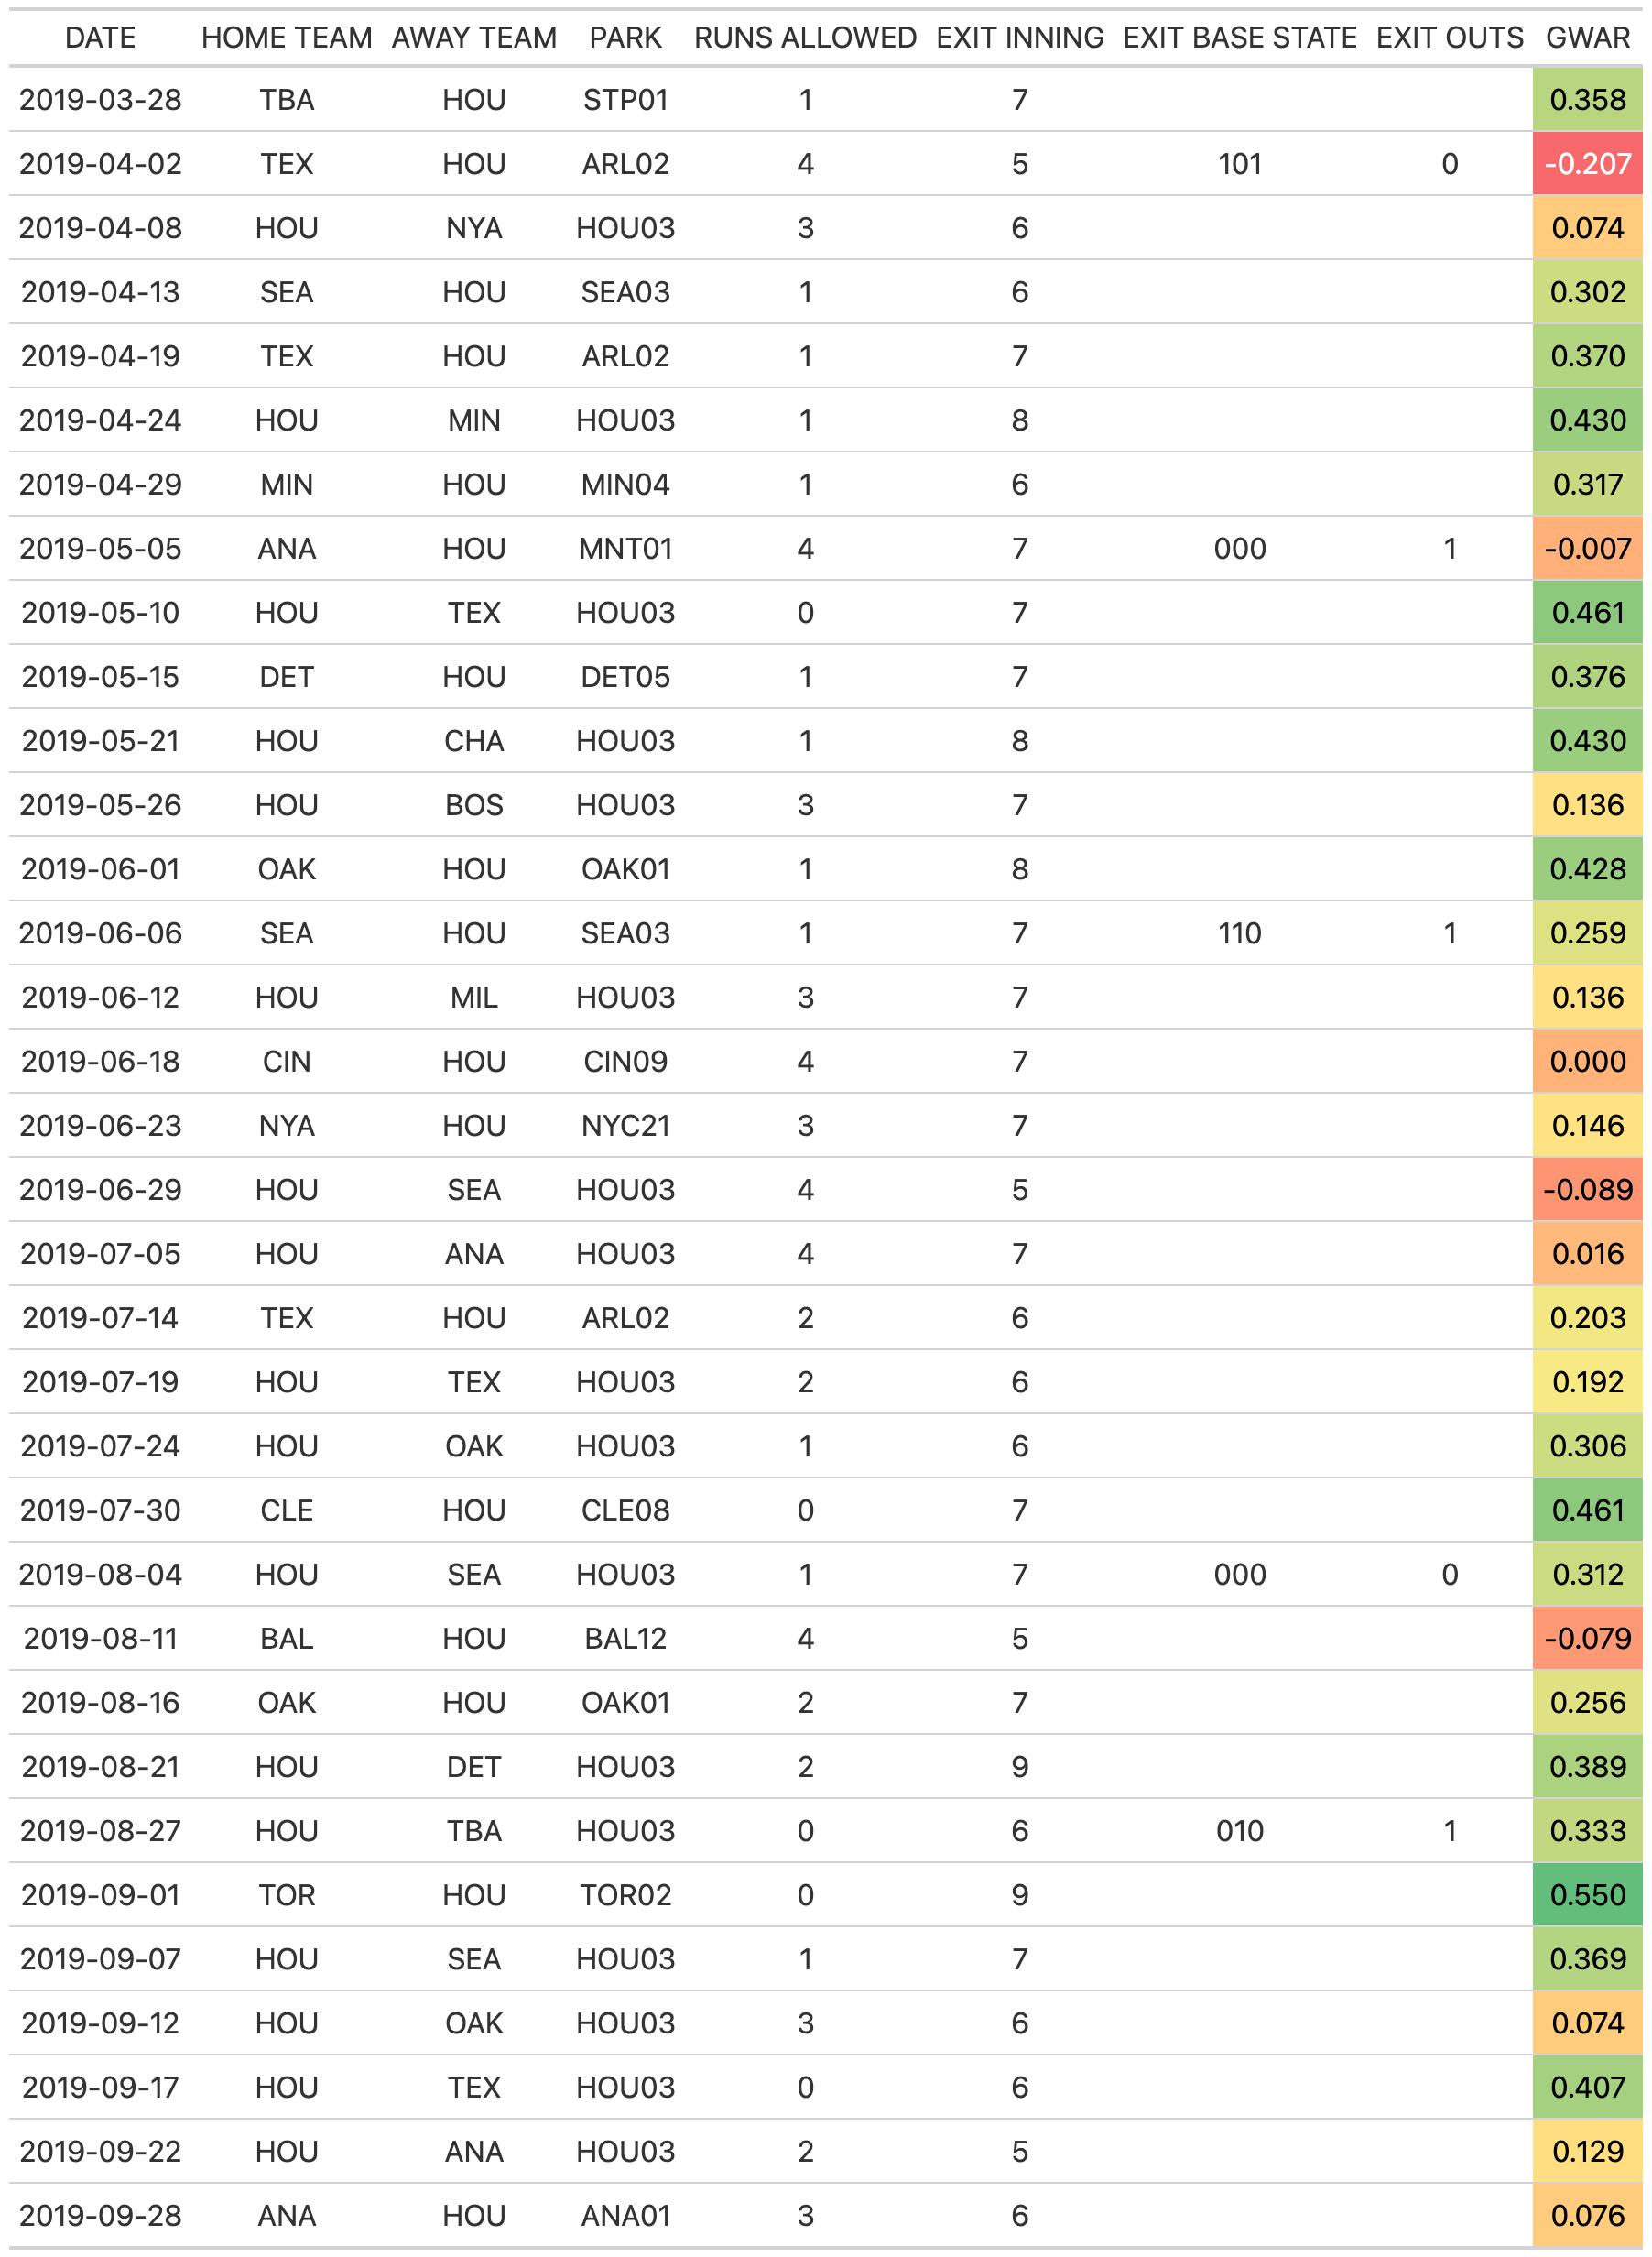 DATE HOME TEAM AWAY TEAM PARK RUNS ALLOWED EXIT INNING EXIT BASE STATE EXIT OUTS GWAR
2019-03-28 TBA HOU STP01 1 7 0.358
2019-04-02 TEX HOU ARL02 4 5 101 0 -0.207
2019-04-08 HOU NYA HOU03 3 6 0.074
2019-04-13 SEA HOU SEA03 1 6 0.302
2019-04-19 TEX HOU ARL02 1 7 0.370
2019-04-24 HOU MIN HOU03 1 8 0.430
2019-04-29 MIN HOU MIN04 1 6 0.317
2019-05-05 ANA HOU MNT01 4 7 000 1 -0.007
2019-05-10 HOU TEX HOU03 0 7 0.461
2019-05-15 DET HOU DET05 1 7 0.376
2019-05-21 HOU CHA HOU03 1 8 0.430
2019-05-26 HOU BOS HOU03 3 7 0.136
2019-06-01 OAK HOU OAK01 1 8 0.428
2019-06-06 SEA HOU SEA03 1 7 110 1 0.259
2019-06-12 HOU MIL HOU03 3 7 0.136
2019-06-18 CIN HOU CIN09 4 7 0.000
2019-06-23 NYA HOU NYC21 3 7 0.146
2019-06-29 HOU SEA HOU03 4 5 -0.089
2019-07-05 HOU ANA HOU03 4 7 0.016
2019-07-14 TEX HOU ARL02 2 6 0.203
2019-07-19 HOU TEX HOU03 2 6 0.192
2019-07-24 HOU OAK HOU03 1 6 0.306
2019-07-30 CLE HOU CLE08 0 7 0.461
2019-08-04 HOU SEA HOU03 1 7 000 0 0.312
2019-08-11 BAL HOU BAL12 4 5 -0.079
2019-08-16 OAK HOU OAK01 2 7 0.256
2019-08-21 HOU DET HOU03 2 9 0.389
2019-08-27 HOU TBA HOU03 0 6 010 1 0.333
2019-09-01 TOR HOU TOR02 0 9 0.550
2019-09-07 HOU SEA HOU03 1 7 0.369
2019-09-12 HOU OAK HOU03 3 6 0.074
2019-09-17 HOU TEX HOU03 0 6 0.407
2019-09-22 HOU ANA HOU03 2 5 0.129
2019-09-28 ANA HOU ANA01 3 6 0.076